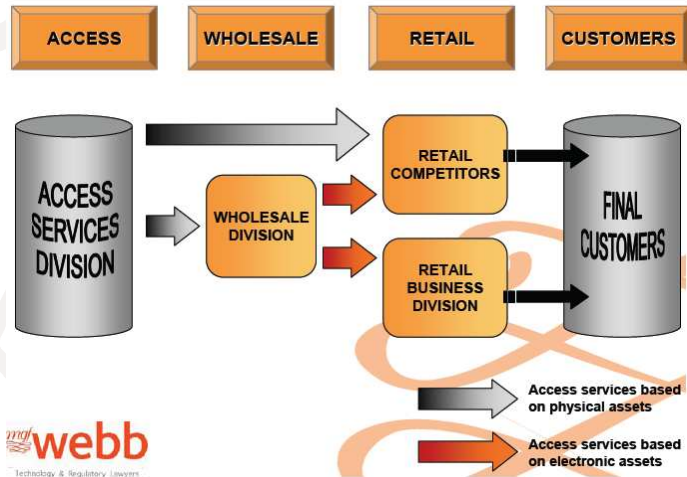 ACCESS
WHOLESALE
RETAIL
CUSTOMERS
ACCESS
SERVICES
DIVISION
WHOLESALE
DIVISION
RETAIL
COMPETITORS
RETAIL
BUSINESS
DIVISION
FINAL
CUSTOMERS
Access services based
on physical assets
Access services based
on electronic assets
webb
Technology & Regulatory Lawyers